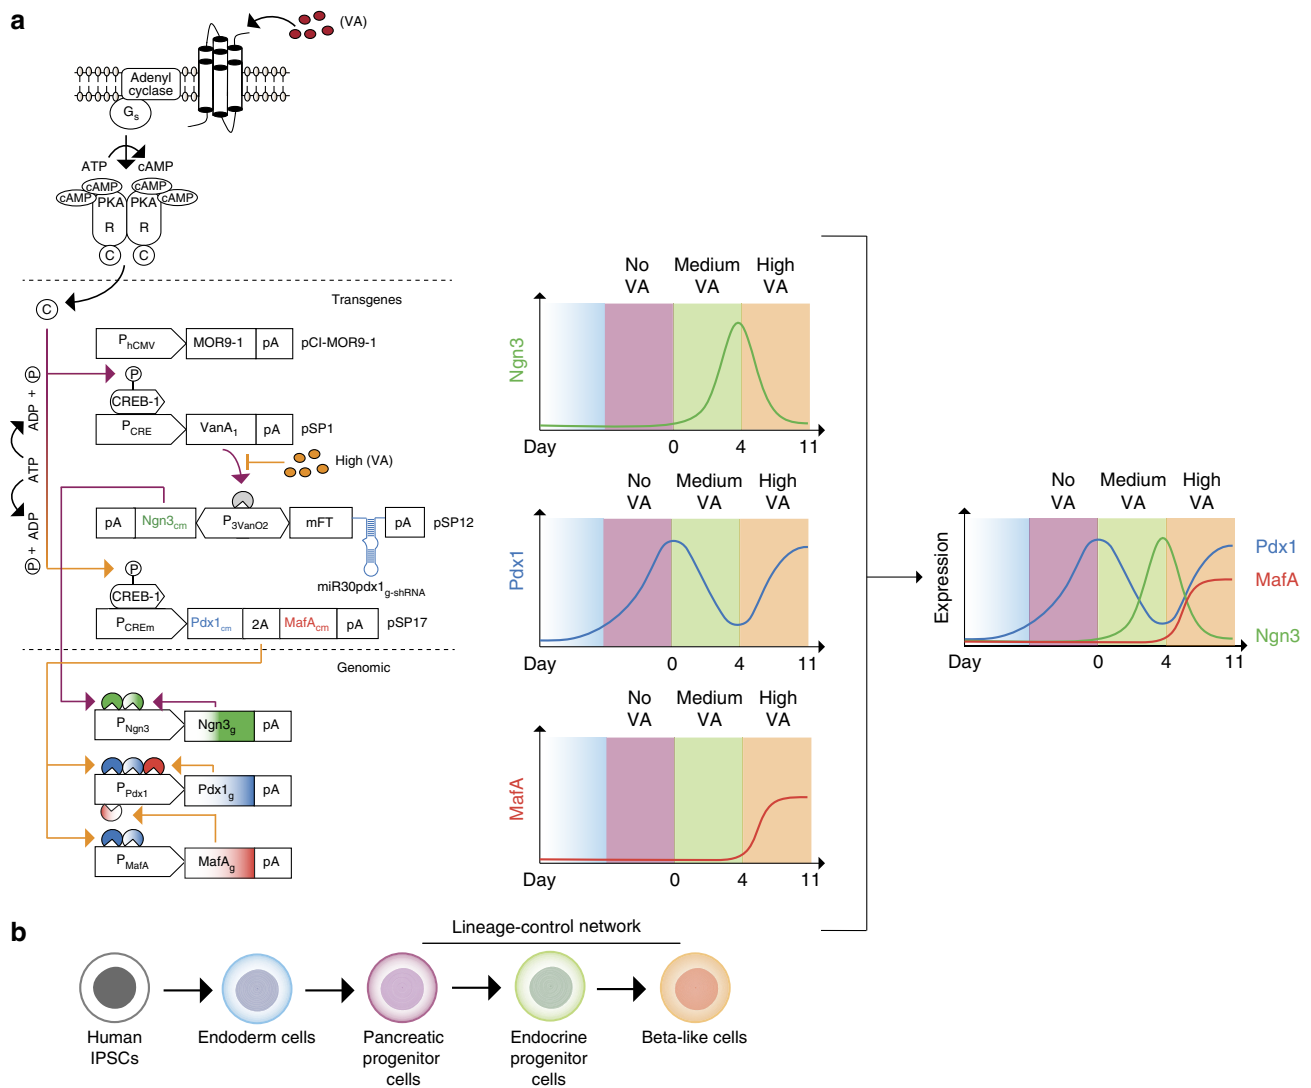 a
(VA)
Adenyl
cyclase
Gs
ATP cAMP
cAMP cAMP
cAMP PKA PKA cAMP
R R
C C
Transgenes
C
PhCMV MOR9-1 pA pCI-MOR9-1
P
CREB-1
PCRE VanA1 pA pSP1
High (VA)
ADP + P
ATP
P + ADP
pA Ngn3cm P3VanO2 mFT pA pSP12
miR30pdx1g-shRNA
P
CREB-1
PCREm Pdx1cm 2A MafAcm pA pSP17
Genomic
PNgn3 Ngn3g pA
PPdx1 Pdx1g pA
PMafA MafAg pA
No Medium High
VA VA VA
Ngn3
Day 0 4 11
No Medium High
VA VA VA
Pdx1
Day 0 4 11
No Medium High
VA VA VA
MafA
Day 0 4 11
No Medium High
VA VA VA
Expression
Pdx1
MafA
Ngn3
Day 0 4 11
b
Lineage-control network
Human
IPSCs
Endoderm cells
Pancreatic
progenitor
cells
Endocrine
progenitor
cells
Beta-like cells